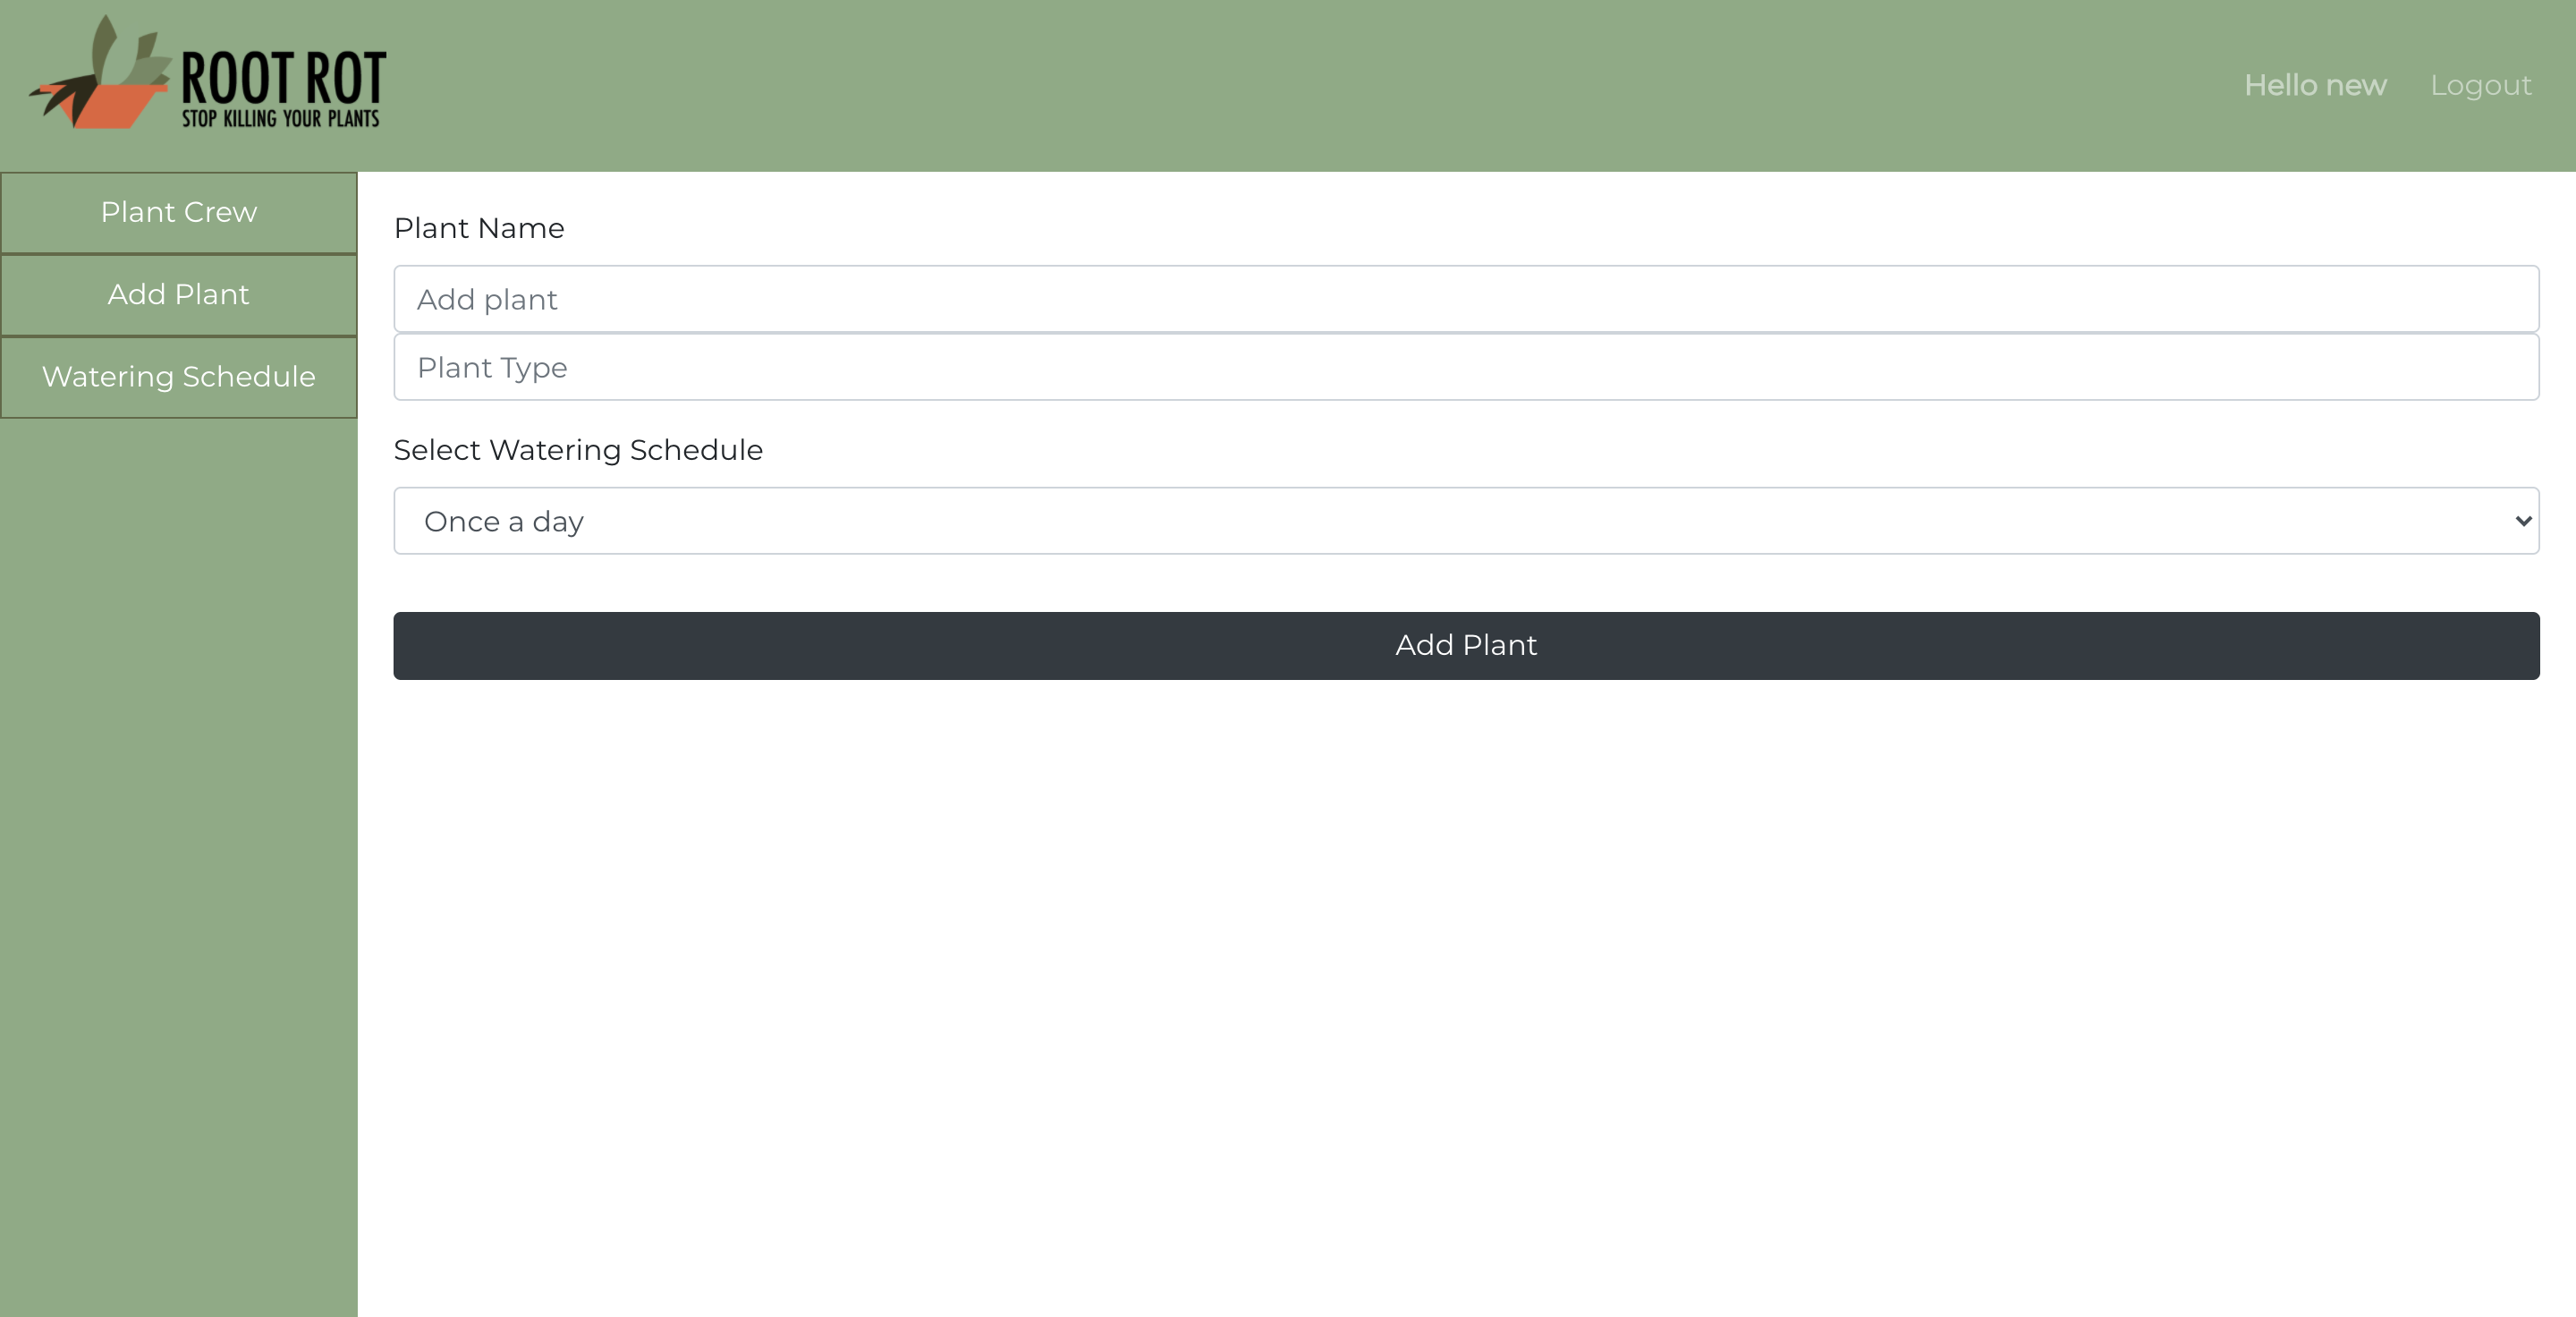 ROOT ROT
STOP KILLING YOUR PLANTS
Hello new
Logout
Plant Crew
Add Plant
Watering Schedule
Plant Name
Add plant
Plant Type
Select Watering Schedule
Once a day
Add Plant